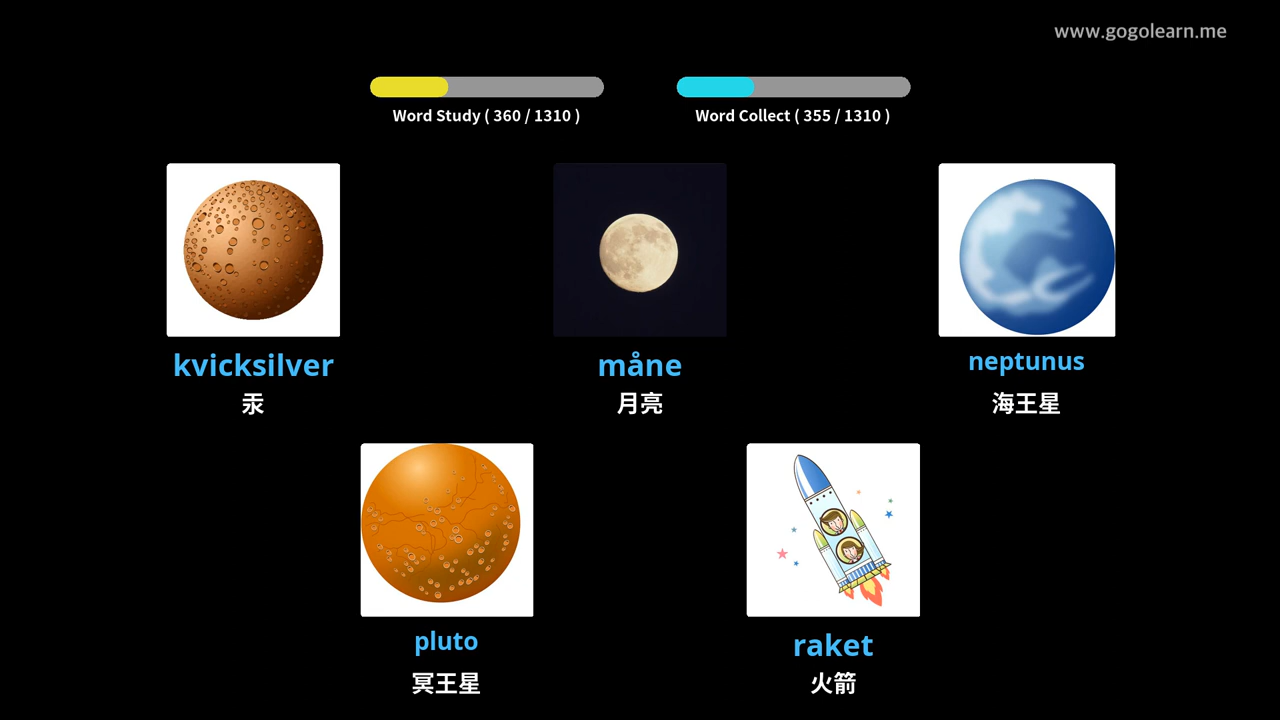 www.gogolearn.me
Word Study ( 360 / 1310 )
Word Collect ( 355 / 1310 )
kvicksilver
汞
måne
月亮
neptunus
海王星
pluto
冥王星
raket
火箭